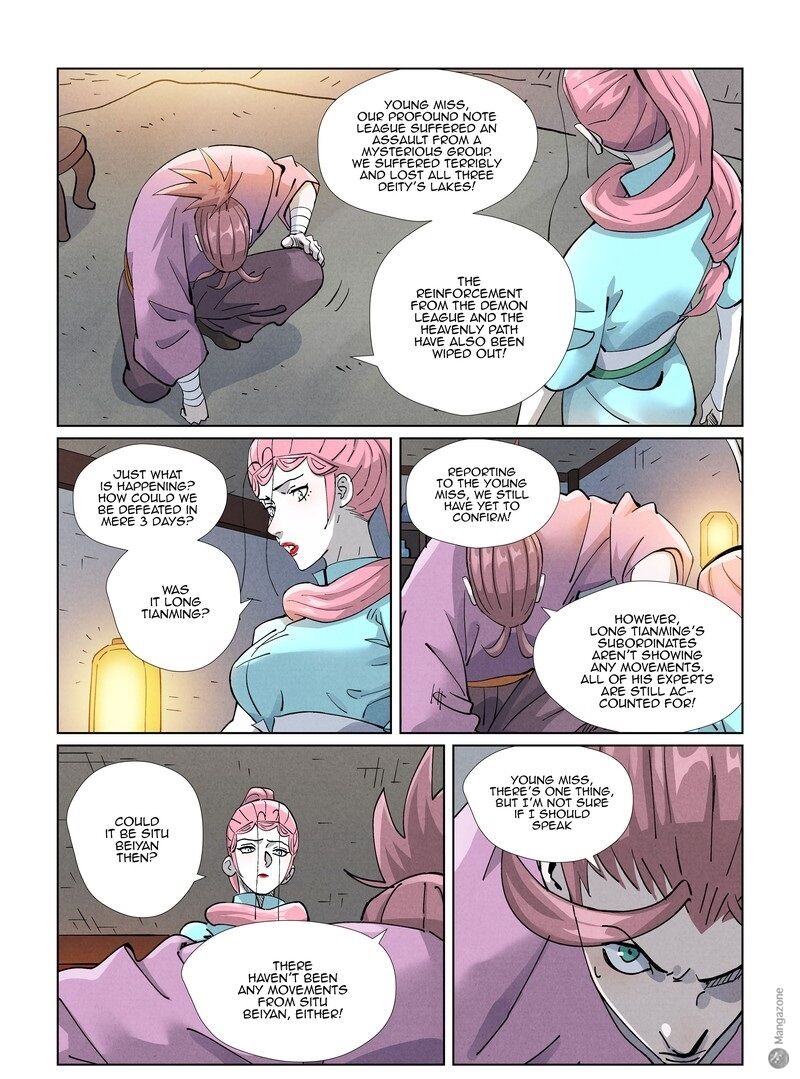 YOUNG MISS,
OUR PROFOUND NOTE
LEAGUE SUFFERED AN
ASSAULT FROM A
MYSTERIOUS GROUP.
WE SUFFERED TERRIBLY
AND LOST ALL THREE
DEITY'S LAKES!
THE
REINFORCEMENT
FROM THE DEMON
LEAGUE AND THE
HEAVENLY PATH
HAVE ALSO BEEN
WIPED OUT!
JUST WHAT
IS HAPPENING?
HOW COULD WE
BE DEFEATED IN
MERE 3 DAYS?
WAS
IT LONG
TIANMING?
REPORTING
TO THE YOUNG
MISS, WE STILL
HAVE YET TO
CONFIRM!
HOWEVER,
LONG TIANMING'S
SUBORDINATES
AREN'T SHOWING
ANY MOVEMENTS.
ALL OF HIS EXPERTS
ARE STILL AC-
COUNTED FOR!
COULD
IT BE SITU
BEIYAN
THEN?
THERE
HAVEN'T BEEN
ANY MOVEMENTS
FROM SITU
BEIYAN, EITHER!
YOUNG MISS,
THERE'S ONE THING,
BUT I'M NOT SURE
IF I SHOULD
SPEAK
Mangazone